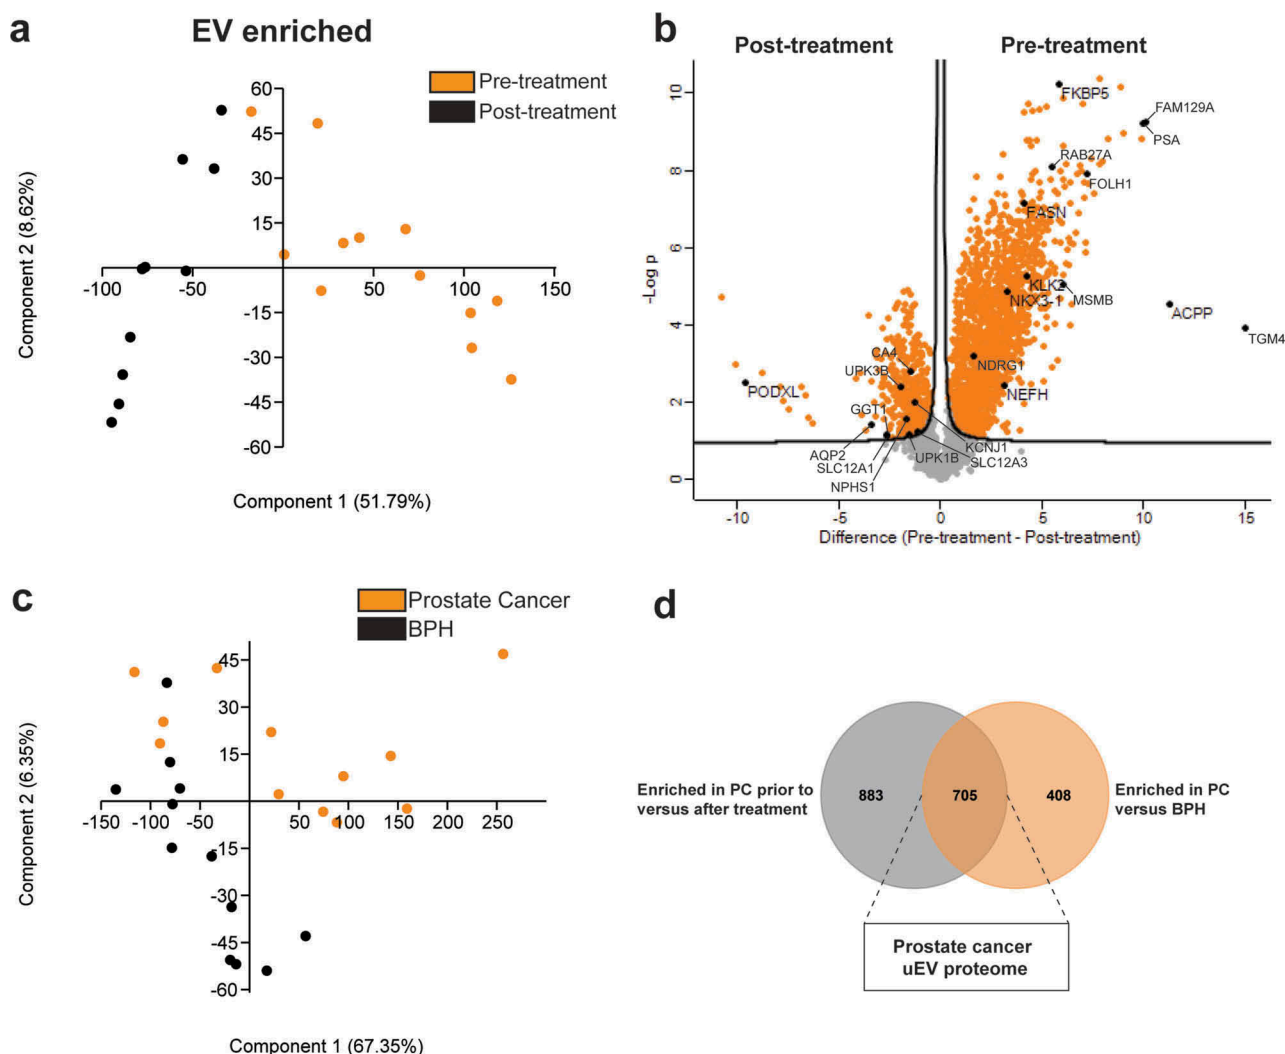 a
EV enriched
Pre-treatment
Post-treatment
60
45
30
15
-100
-50
50
100
150
-15
-30
-45
-60
Component 2 (8,62%)
Component 1 (51.79%)
b
Post-treatment
Pre-treatment
10
8
6
4
2
0
-Log p
FKBP5
FAM129A
PSA
RAB27A
FOLH1
FASN
KLK2
NKX3-1
MSMB
ACPP
TGM4
CA4
NDRG1
UPK3B
PODXL
NEFH
GGT1
KCNJ1
AQP2
UPK1B
SLC12A3
SLC12A1
NPHS1
-10
-5
0
5
10
15
Difference (Pre-treatment - Post-treatment)
c
Prostate Cancer
BPH
45
30
15
-150
-100
-50
50
100
150
200
250
-15
-30
-45
-60
Component 2 (6.35%)
Component 1 (67.35%)
d
Enriched in PC prior to
versus after treatment
883
705
408
Enriched in PC
versus BPH
Prostate cancer
uEV proteome